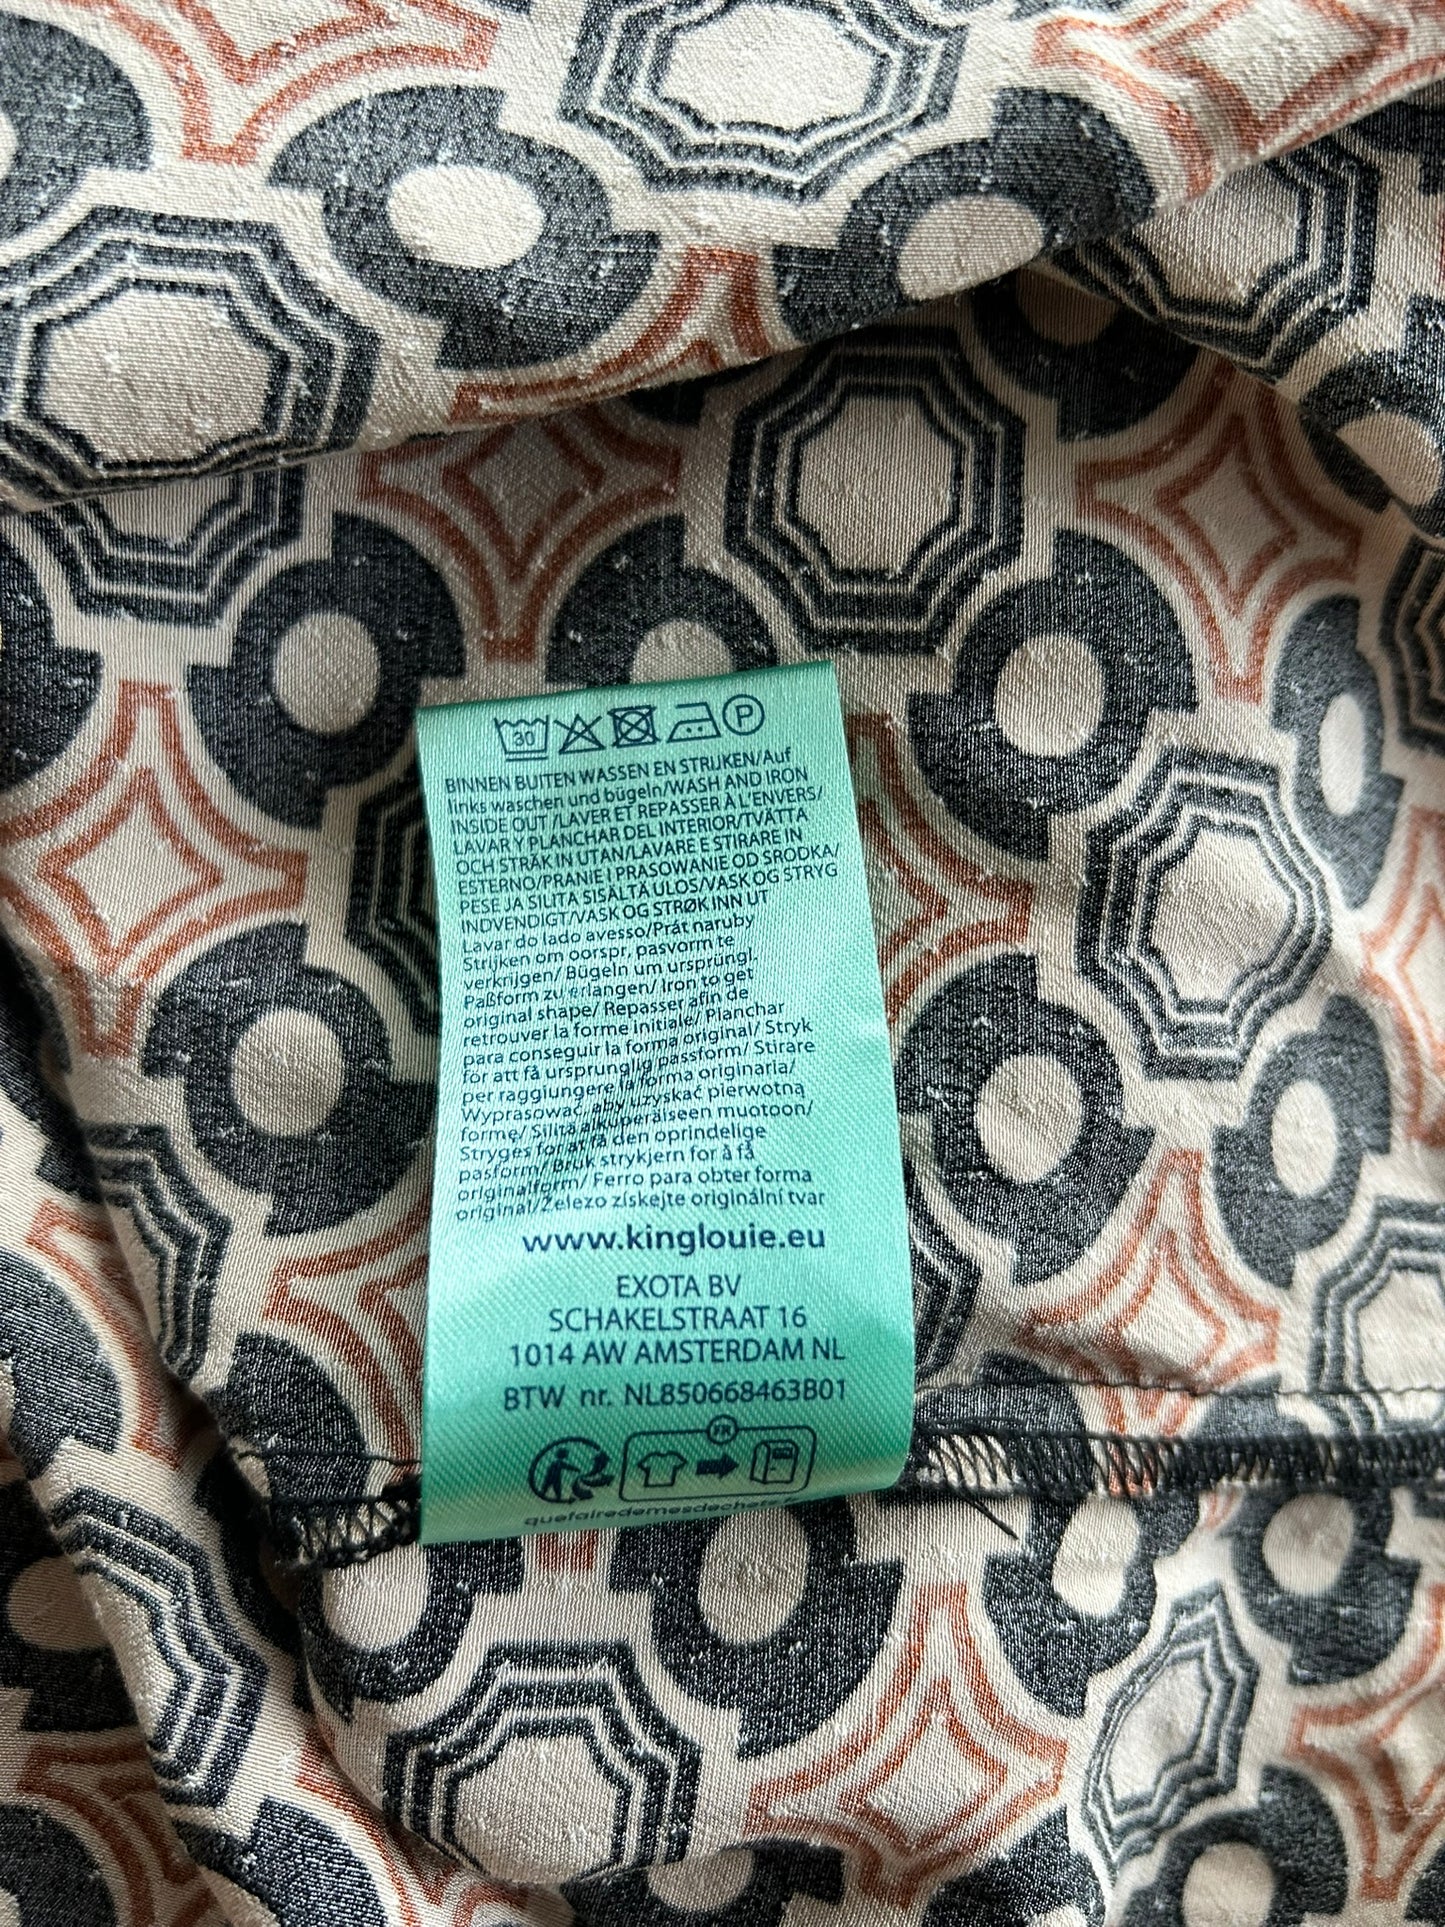 30 P
BINNEN BUITEN WASSEN EN STRIJKEN/Auf
links waschen und bügeln/WASH AND IRON
INSIDE OUT /LAVER ET REPASSER À L'ENVERS/
LAVAR Y PLANCHAR DEL INTERIOR/TVÄTTA
OCH STRÄK IN UTAN/LAVARE E STIRARE IN
ESTERNO/PRANIE I PRASOWANIE OD SRODKA/
PESE JA SILITA SISÄLTÄ ULOS/VASK OG STRYG
INDVENDIGT/VASK OG STRØK INN UT
Lavar do lado avesso/Prát naruby
Strijken om oorspr. pasvorm te
verkrijgen/ Bügeln um ursprüngl.
Paßform zu erlangen/ Iron to get
original shape/ Repasser afin de
retrouver la forme initiale/ Planchar
para conseguir la forma original/ Stryk
för att få ursprunglig passform/ Stirare
per raggiungere la forma originaria/
Wyprasować, aby uzyskać pierwotną
formę/ Silitä alkuperäiseen muotoon/
Stryges for at få den oprindelige
pasform/ Bruk strykjern for å få
originalform/ Ferro para obter forma
original/Železo získejte originální tvar
www.kinglouie.eu
EXOTA BV
SCHAKELSTRAAT 16
1014 AW AMSTERDAM NL
BTW nr. NL850668463B01
FR
quefairedemesdechets.fr